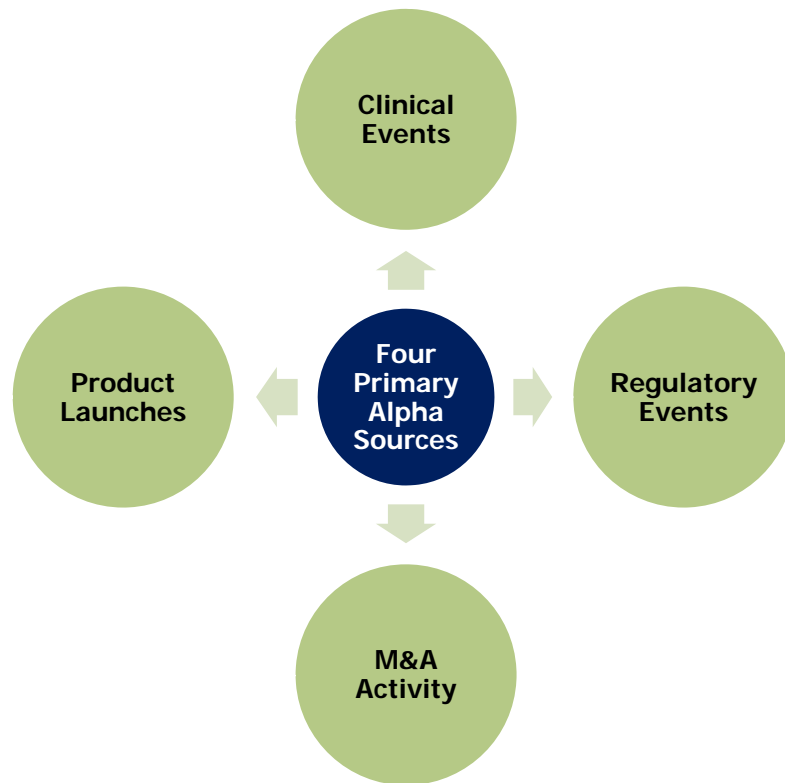 Clinical
Events
Product
Launches
Four
Primary
Alpha
Sources
Regulatory
Events
M&A
Activity